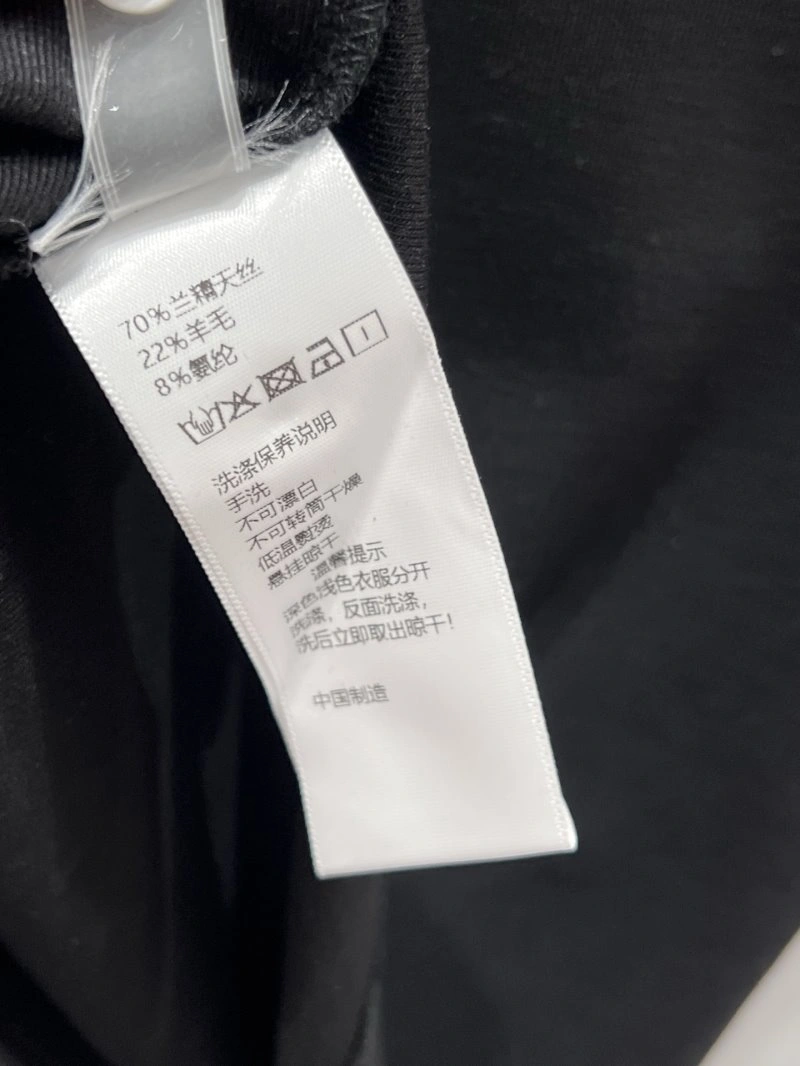 70%兰精天丝
22%羊毛
8%氨纶
洗涤保养说明
手洗
不可漂白
不可转筒干燥
低温熨烫
悬挂晾干
温馨提示
深色浅色衣服分开
洗涤，反面洗涤，
洗后立即取出晾干！
中国制造